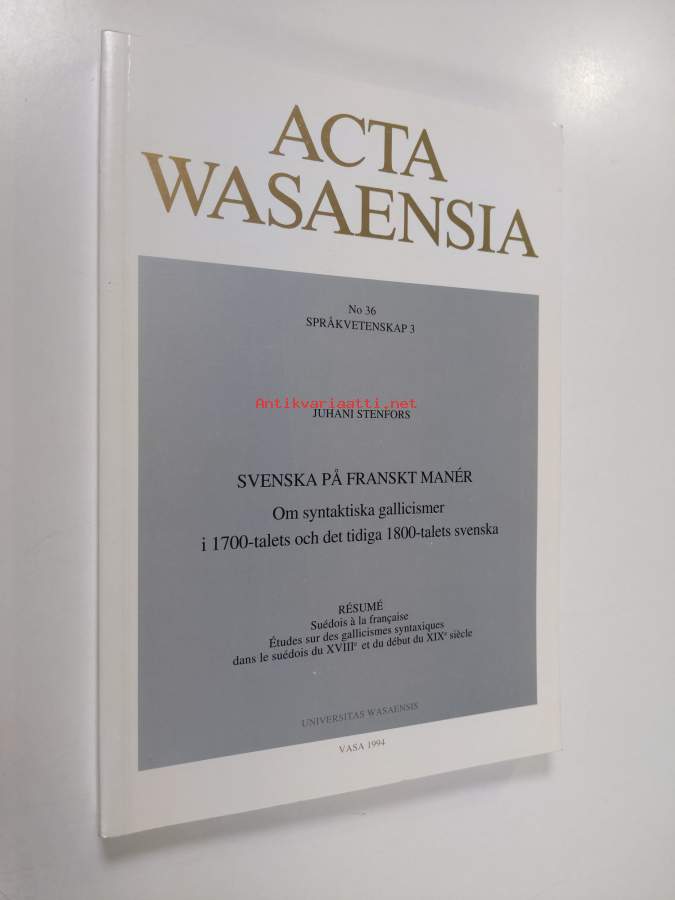 ACTA
WASAENSIA
No 36
SPRÅKVETENSKAP 3
Antikvariaatti.net
JUHANI STENFORS
SVENSKA PÅ FRANSKT MANÉR
Om syntaktiska gallicismer
i 1700-talets och det tidiga 1800-talets svenska
RÉSUMÉ
Suédois à la française
Études sur des gallicismes syntaxiques
dans le suédois du XVIIIe et du début du XIXe siècle
UNIVERSITAS WASAENSIS
VASA 1994